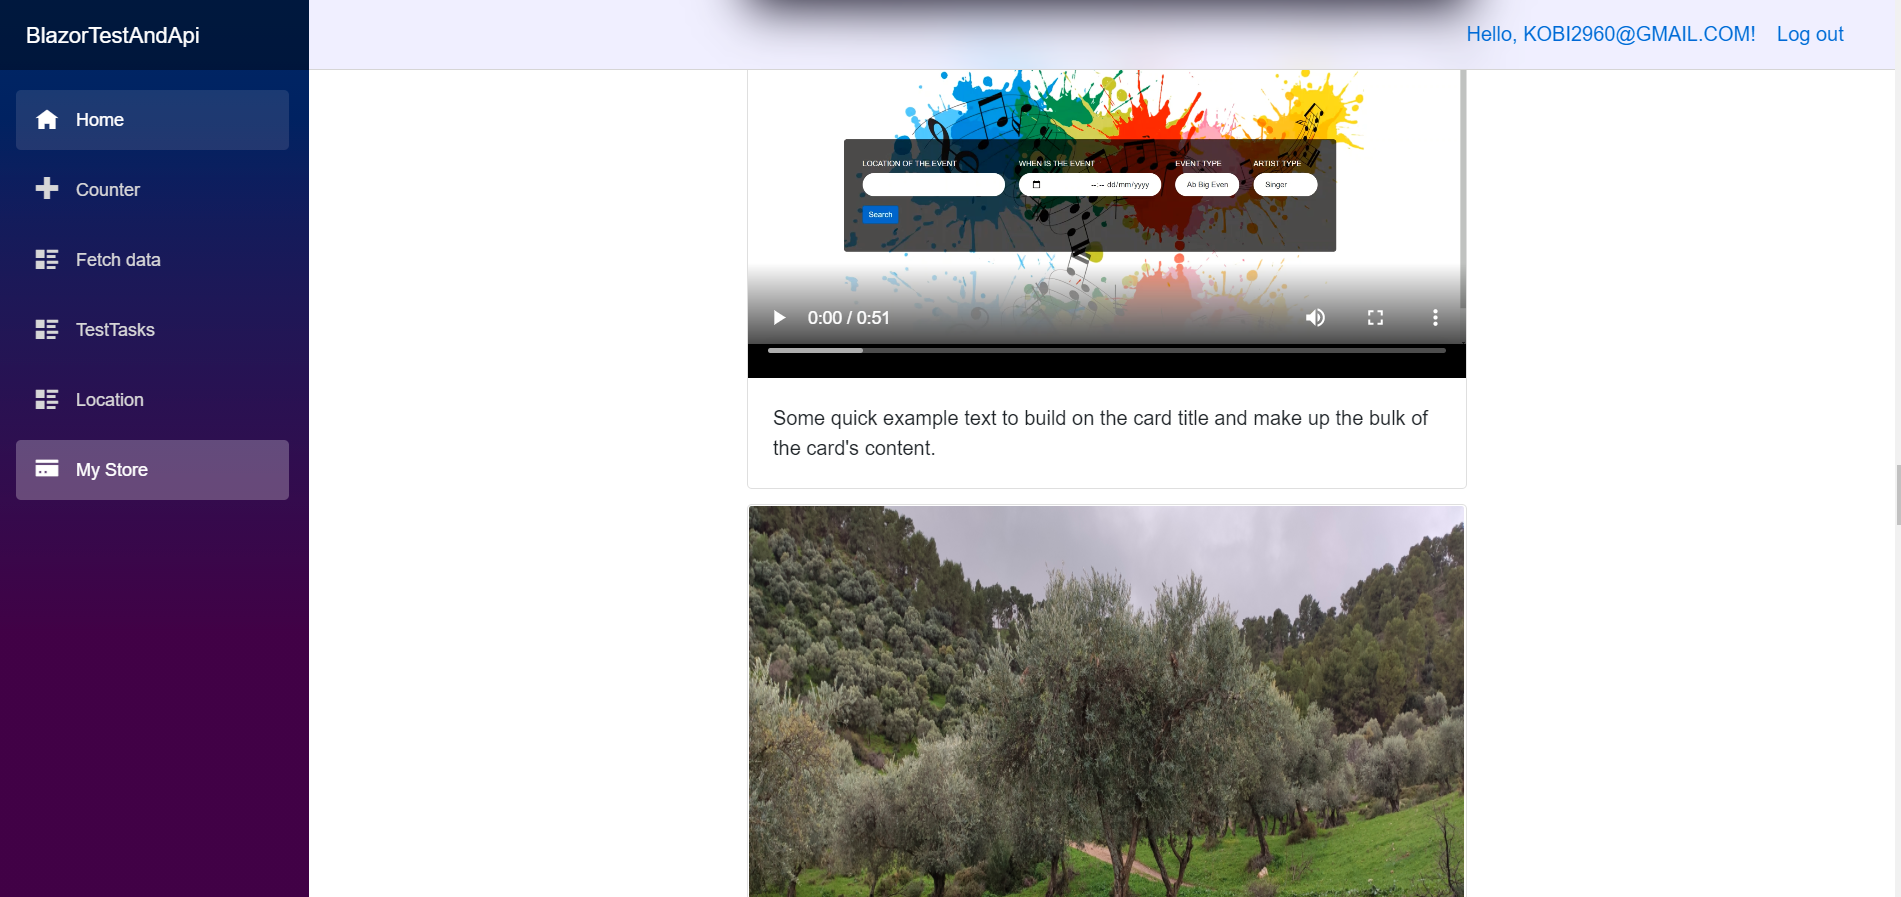 BlazorTestAndApi
Hello, KOBI2960@GMAIL.COM! Log out
Home
Counter
Fetch data
TestTasks
Location
My Store
LOCATION OF THE EVENT
WHEN IS THE EVENT
EVENT TYPE
ARTIST TYPE
--:-- dd/mm/yyyy
Ab Big Even
Singer
Search
0:00 / 0:51
Some quick example text to build on the card title and make up the bulk of
the card's content.